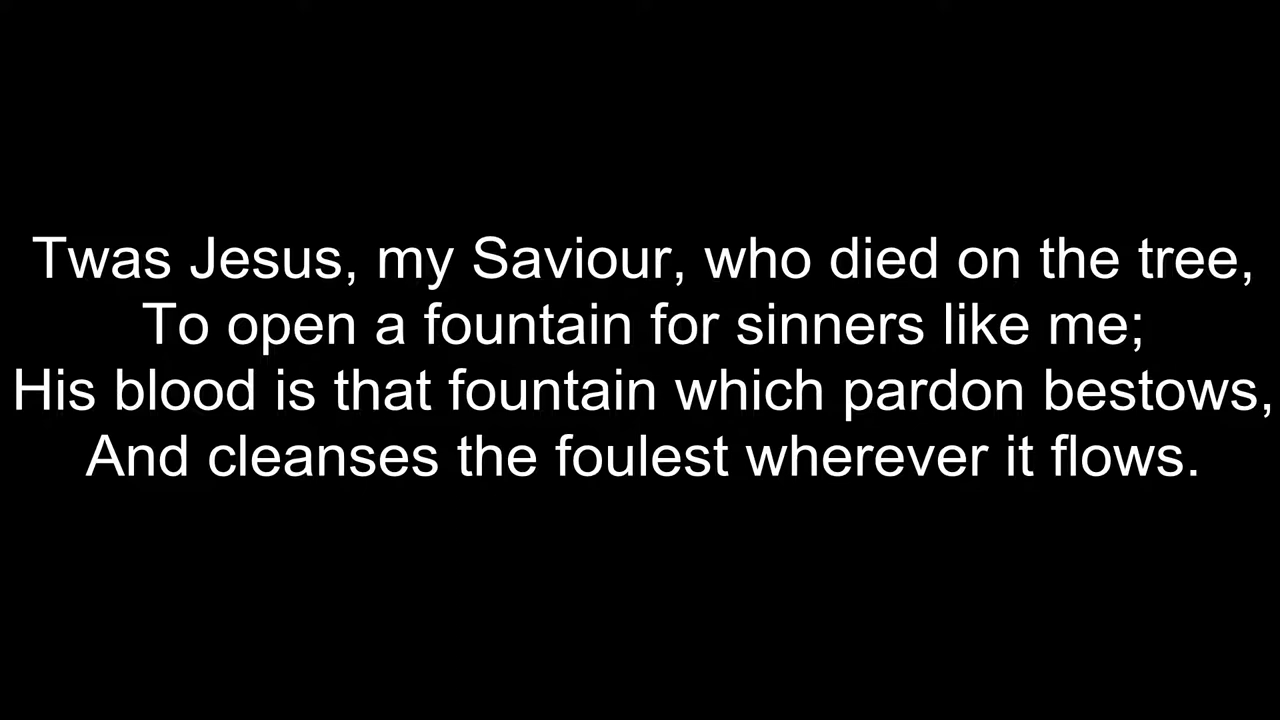 Twas Jesus, my Saviour, who died on the tree,
To open a fountain for sinners like me;
His blood is that fountain which pardon bestows,
And cleanses the foulest wherever it flows.